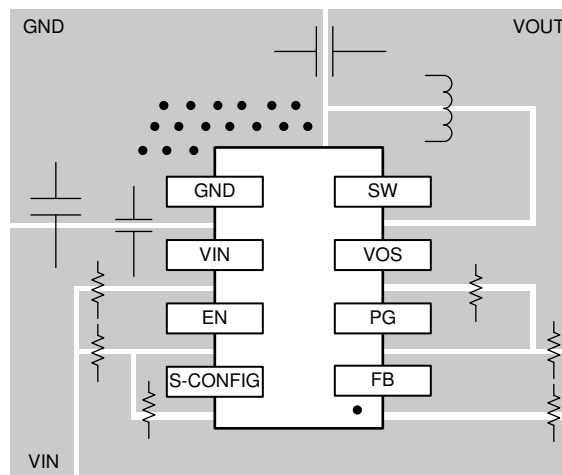 GND
VOUT
GND
SW
VIN
VOS
EN
PG
S-CONFIG
FB
VIN